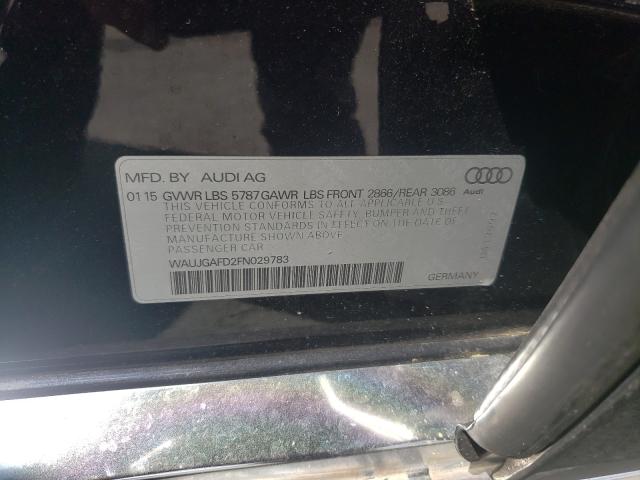 MFD. BY AUDI AG
01 15 GVWR LBS 5787 GAWR LBS FRONT 2866/REAR 3086
Audi
THIS VEHICLE CONFORMS TO ALL APPLICABLE U.S.
FEDERAL MOTOR VEHICLE SAFETY, BUMPER AND THEFT
PREVENTION STANDARDS IN EFFECT ON THE DATE OF
MANUFACTURE SHOWN ABOVE.
PASSENGER CAR
WAUJGAFD2FN029783
GERMANY